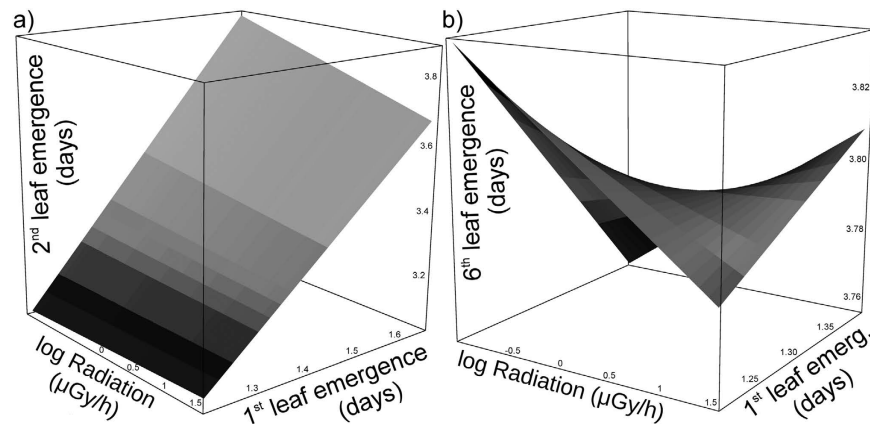 a)
2nd leaf emergence
(days)
3.8
3.6
3.4
3.2
0
0.5
1
1.5
log Radiation
(µGy/h)
1.3
1.4
1.5
1.6
1st leaf emergence
(days)
b)
6th leaf emergence
(days)
3.82
3.80
3.78
3.76
-0.5
0
0.5
1
1.5
log Radiation (µGy/h)
1.25
1.30
1.35
1st leaf emerg.
(days)